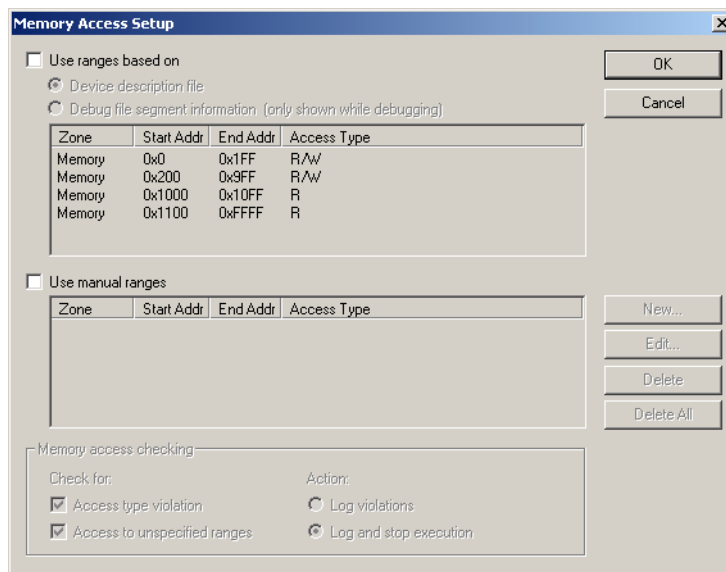 Memory Access Setup
Use ranges based on
OK
Device description file
Debug file segment information (only shown while debugging)
Cancel
Zone Start Addr End Addr Access Type
Memory 0x0 0x1FF R/W
Memory 0x200 0x9FF R/W
Memory 0x1000 0x10FF R
Memory 0x1100 0xFFFF R
Use manual ranges
Zone Start Addr End Addr Access Type
New...
Edit...
Delete
Delete All
Memory access checking
Check for: Action:
Access type violation Log violations
Access to unspecified ranges Log and stop execution